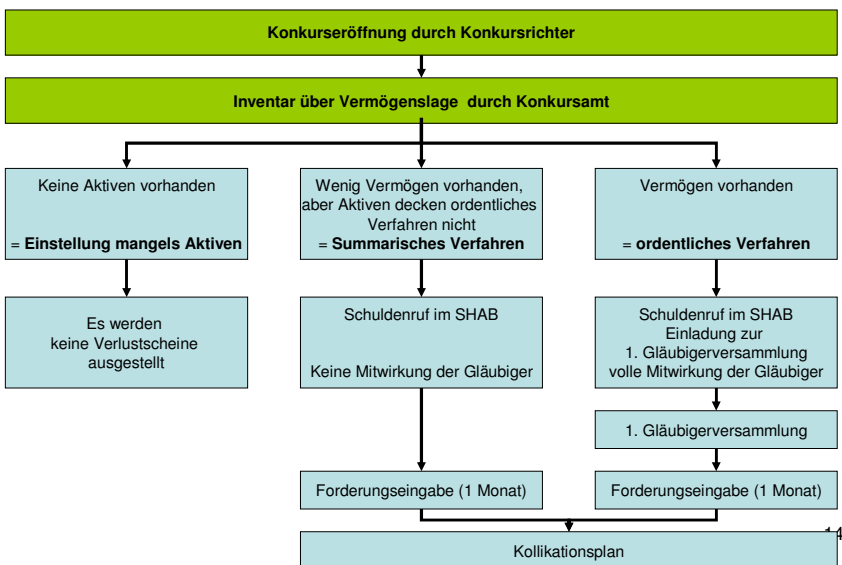 Konkurseröffnung durch Konkursrichter
Inventar über Vermögenslage durch Konkursamt
Keine Aktiven vorhanden
= Einstellung mangels Aktiven
Wenig Vermögen vorhanden,
aber Aktiven decken ordentliches
Verfahren nicht
= Summarisches Verfahren
Vermögen vorhanden
= ordentliches Verfahren
Es werden
keine Verlustscheine
ausgestellt
Schuldenruf im SHAB
Keine Mitwirkung der Gläubiger
Schuldenruf im SHAB
Einladung zur
1. Gläubigerversammlung
volle Mitwirkung der Gläubiger
1. Gläubigerversammlung
Forderungseingabe (1 Monat)
Forderungseingabe (1 Monat)
14
Kollikationsplan